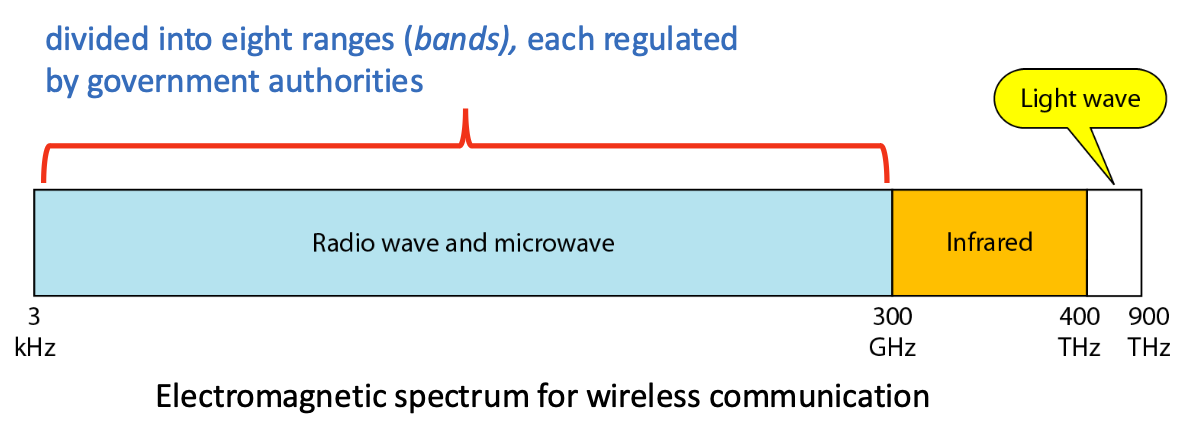 divided into eight ranges (bands), each regulated
by government authorities
Light wave
Radio wave and microwave
Infrared
3
kHz
300
GHz
400
THz
900
THz
Electromagnetic spectrum for wireless communication